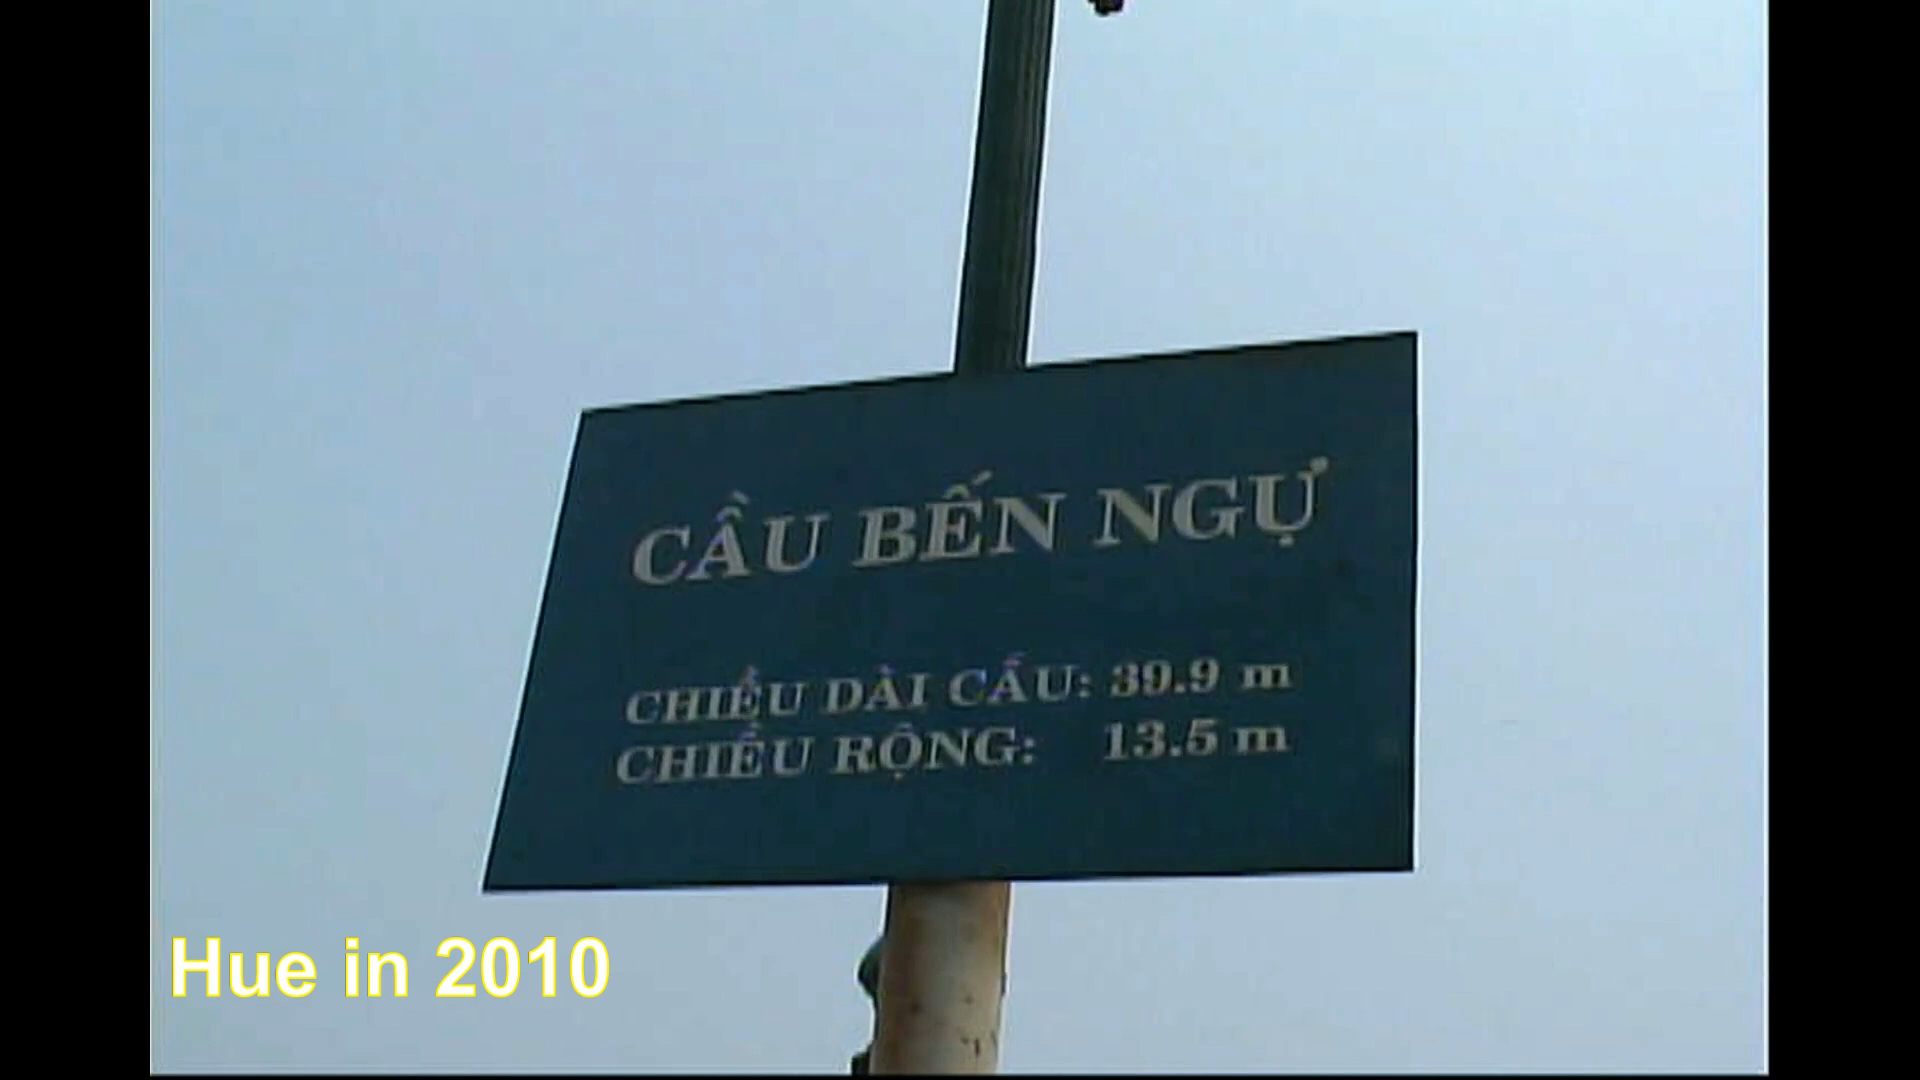 CẦU BẾN NGỰ
CHIỀU DÀI CẦU: 39.9 m
CHIỀU RỘNG: 13.5 m
Hue in 2010